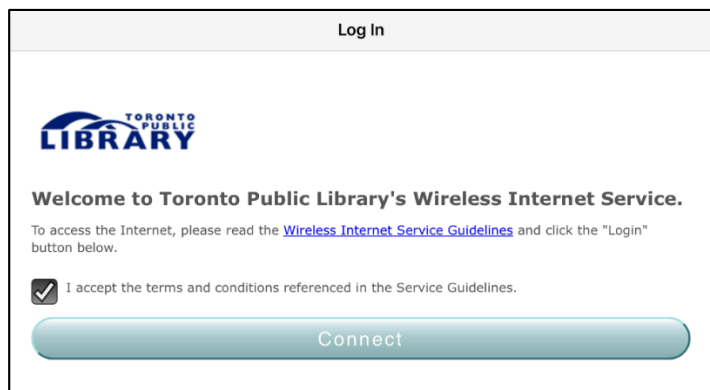 Log In
TORONTO
PUBLIC
LIBRARY
Welcome to Toronto Public Library's Wireless Internet Service.
To access the Internet, please read the Wireless Internet Service Guidelines and click the "Login"
button below.
I accept the terms and conditions referenced in the Service Guidelines.
Connect